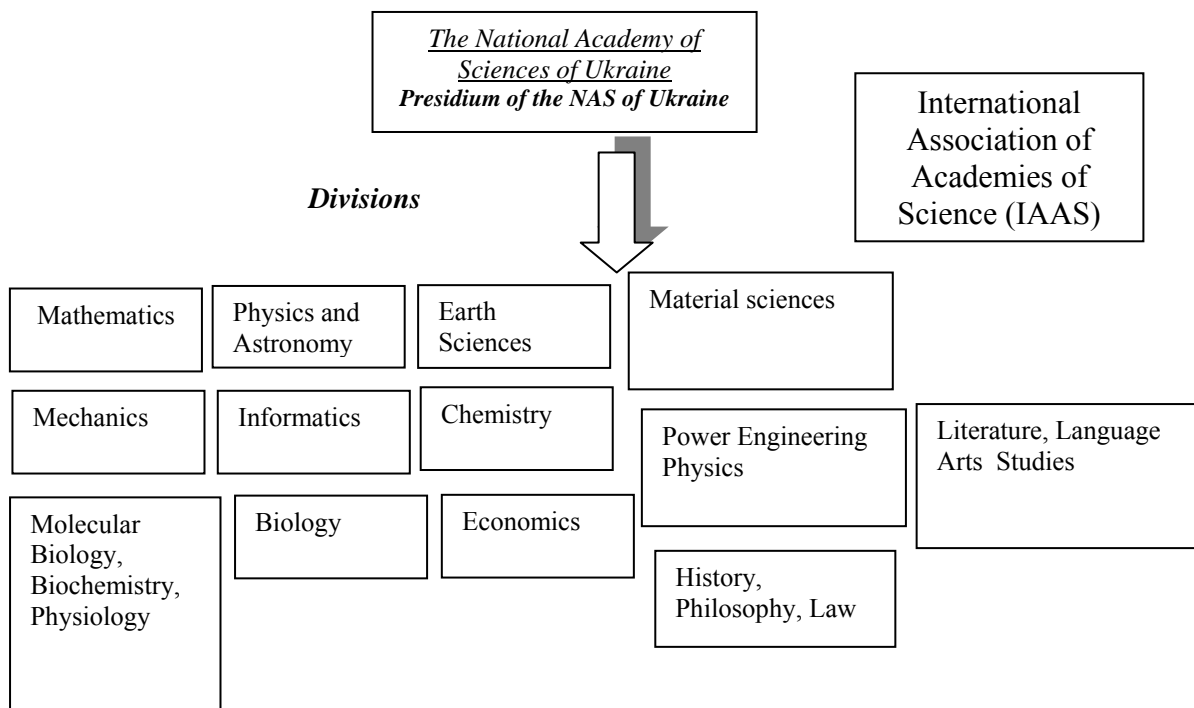 The National Academy of
Sciences of Ukraine
Presidium of the NAS of Ukraine
International
Association of
Academies of
Science (IAAS)
Divisions
Mathematics
Physics and
Astronomy
Earth
Sciences
Material sciences
Mechanics
Informatics
Chemistry
Power Engineering
Physics
Literature, Language
Arts Studies
Molecular
Biology,
Biochemistry,
Physiology
Biology
Economics
History,
Philosophy, Law